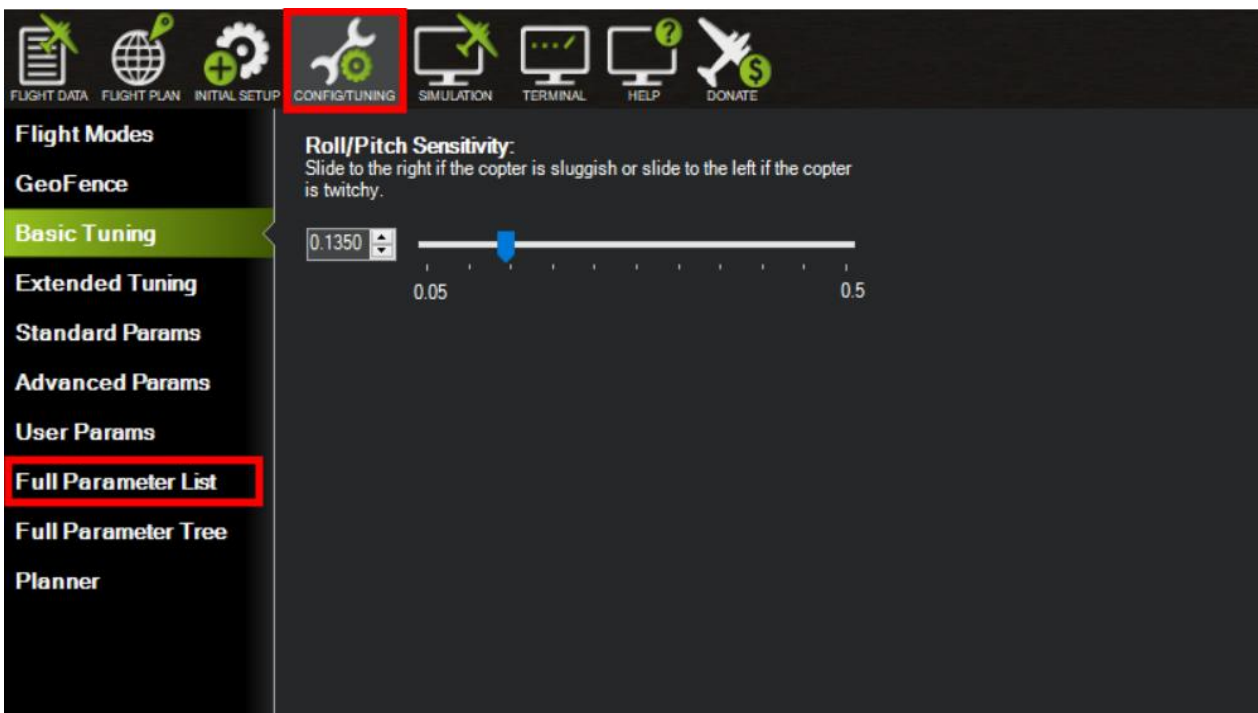 FLIGHT DATA
FLIGHT PLAN
INITIAL SETUP
CONFIG/TUNING
SIMULATION
TERMINAL
HELP
DONATE
Flight Modes
GeoFence
Basic Tuning
Extended Tuning
Standard Params
Advanced Params
User Params
Full Parameter List
Full Parameter Tree
Planner
Roll/Pitch Sensitivity:
Slide to the right if the copter is sluggish or slide to the left if the copter
is twitchy.
0.1350
0.05
0.5